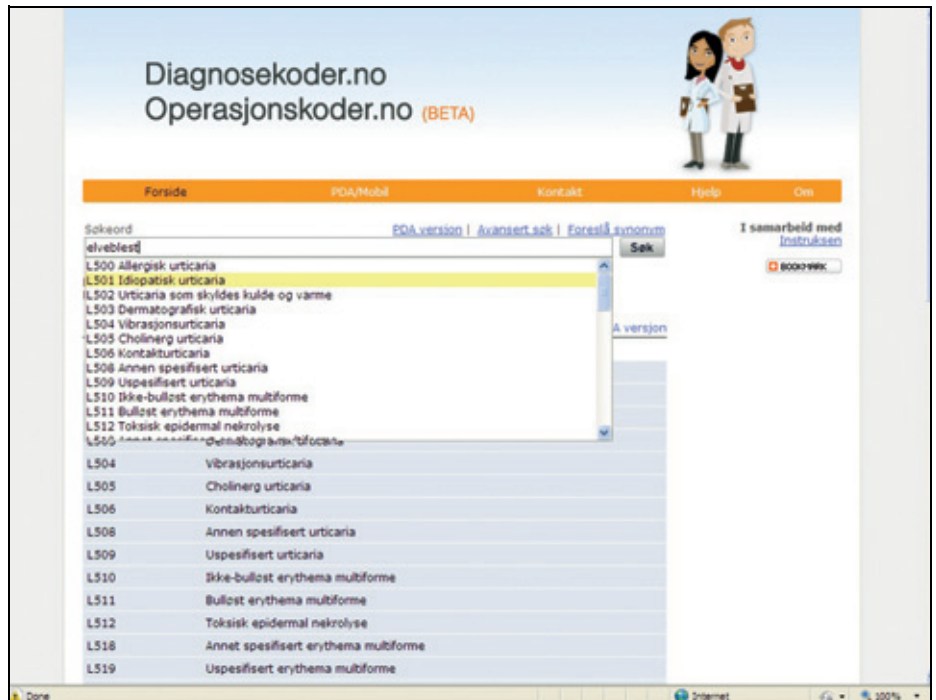 Diagnosekoder.no
Operasjonskoder.no (BETA)
Forside PDA/Mobil Kontakt Hjelp Om
Søkeord PDA version | Avansert søk | Foreslå synonym
I samarbeid med
Instruksen
elveblest Søk
BOOKMARK
L500 Allergisk urticaria
L501 Idiopatisk urticaria
L502 Urticaria som skyldes kulde og varme
L503 Dermatografisk urticaria
L504 Vibrasjonsurticaria
A versjon
L505 Cholinerg urticaria
L506 Kontakturticaria
L508 Annen spesifisert urticaria
L509 Uspesifisert urticaria
L510 Ikke-bulløst erythema multiforme
L511 Bulløst erythema multiforme
L512 Toksisk epidermal nekrolyse
L504 Vibrasjonsurticaria
L505 Cholinerg urticaria
L506 Kontakturticaria
L508 Annen spesifisert urticaria
L509 Uspesifisert urticaria
L510 Ikke-bulløst erythema multiforme
L511 Bulløst erythema multiforme
L512 Toksisk epidermal nekrolyse
L518 Annet spesifisert erythema multiforme
L519 Uspesifisert erythema multiforme
Done Internet 100%